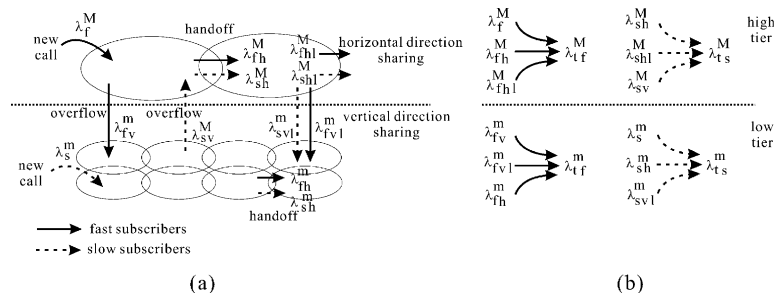 λ_f^M
new call
handoff
λ_fh^M
λ_sh^M
λ_fhl^M
λ_shl^M
horizontal direction sharing
overflow
overflow
vertical direction sharing
λ_fv^m
λ_sv^M
λ_svl^m
λ_fvl^m
λ_s^m
new call
λ_fh^m
λ_sh^m
handoff
fast subscribers
slow subscribers
(a)
λ_f^M
λ_fh^M
λ_fhl^M
λ_tf^M
λ_sh^M
λ_shl^M
λ_sv^M
λ_ts^M
high tier
λ_fv^m
λ_fvl^m
λ_fh^m
λ_tf^m
λ_s^m
λ_sh^m
λ_svl^m
λ_ts^m
low tier
(b)